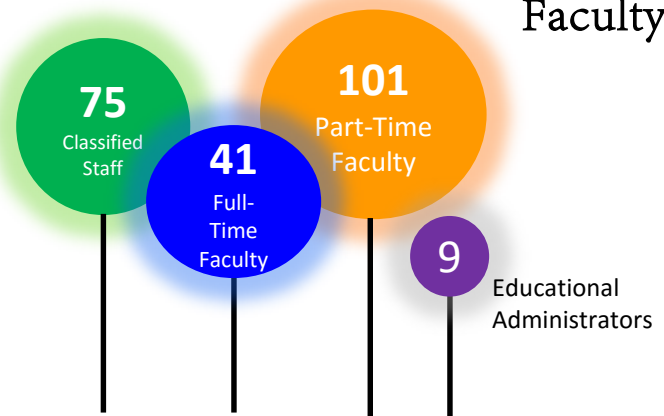 Faculty
75
Classified
Staff
41
Full-
Time
Faculty
101
Part-Time
Faculty
9
Educational
Administrators